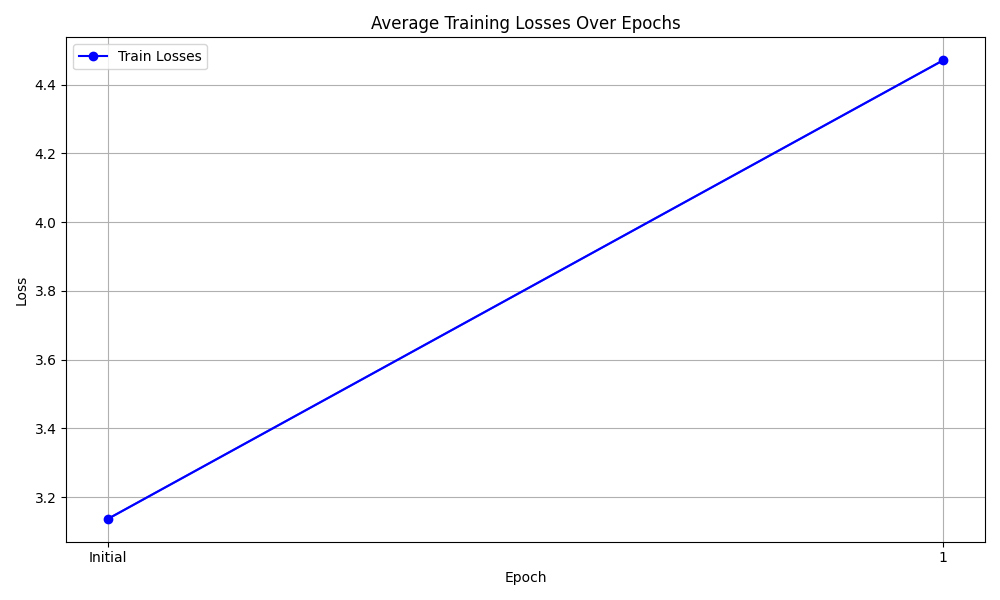 Average Training Losses Over Epochs
Train Losses
4.4
4.2
4.0
3.8
3.6
3.4
3.2
Loss
Initial
1
Epoch